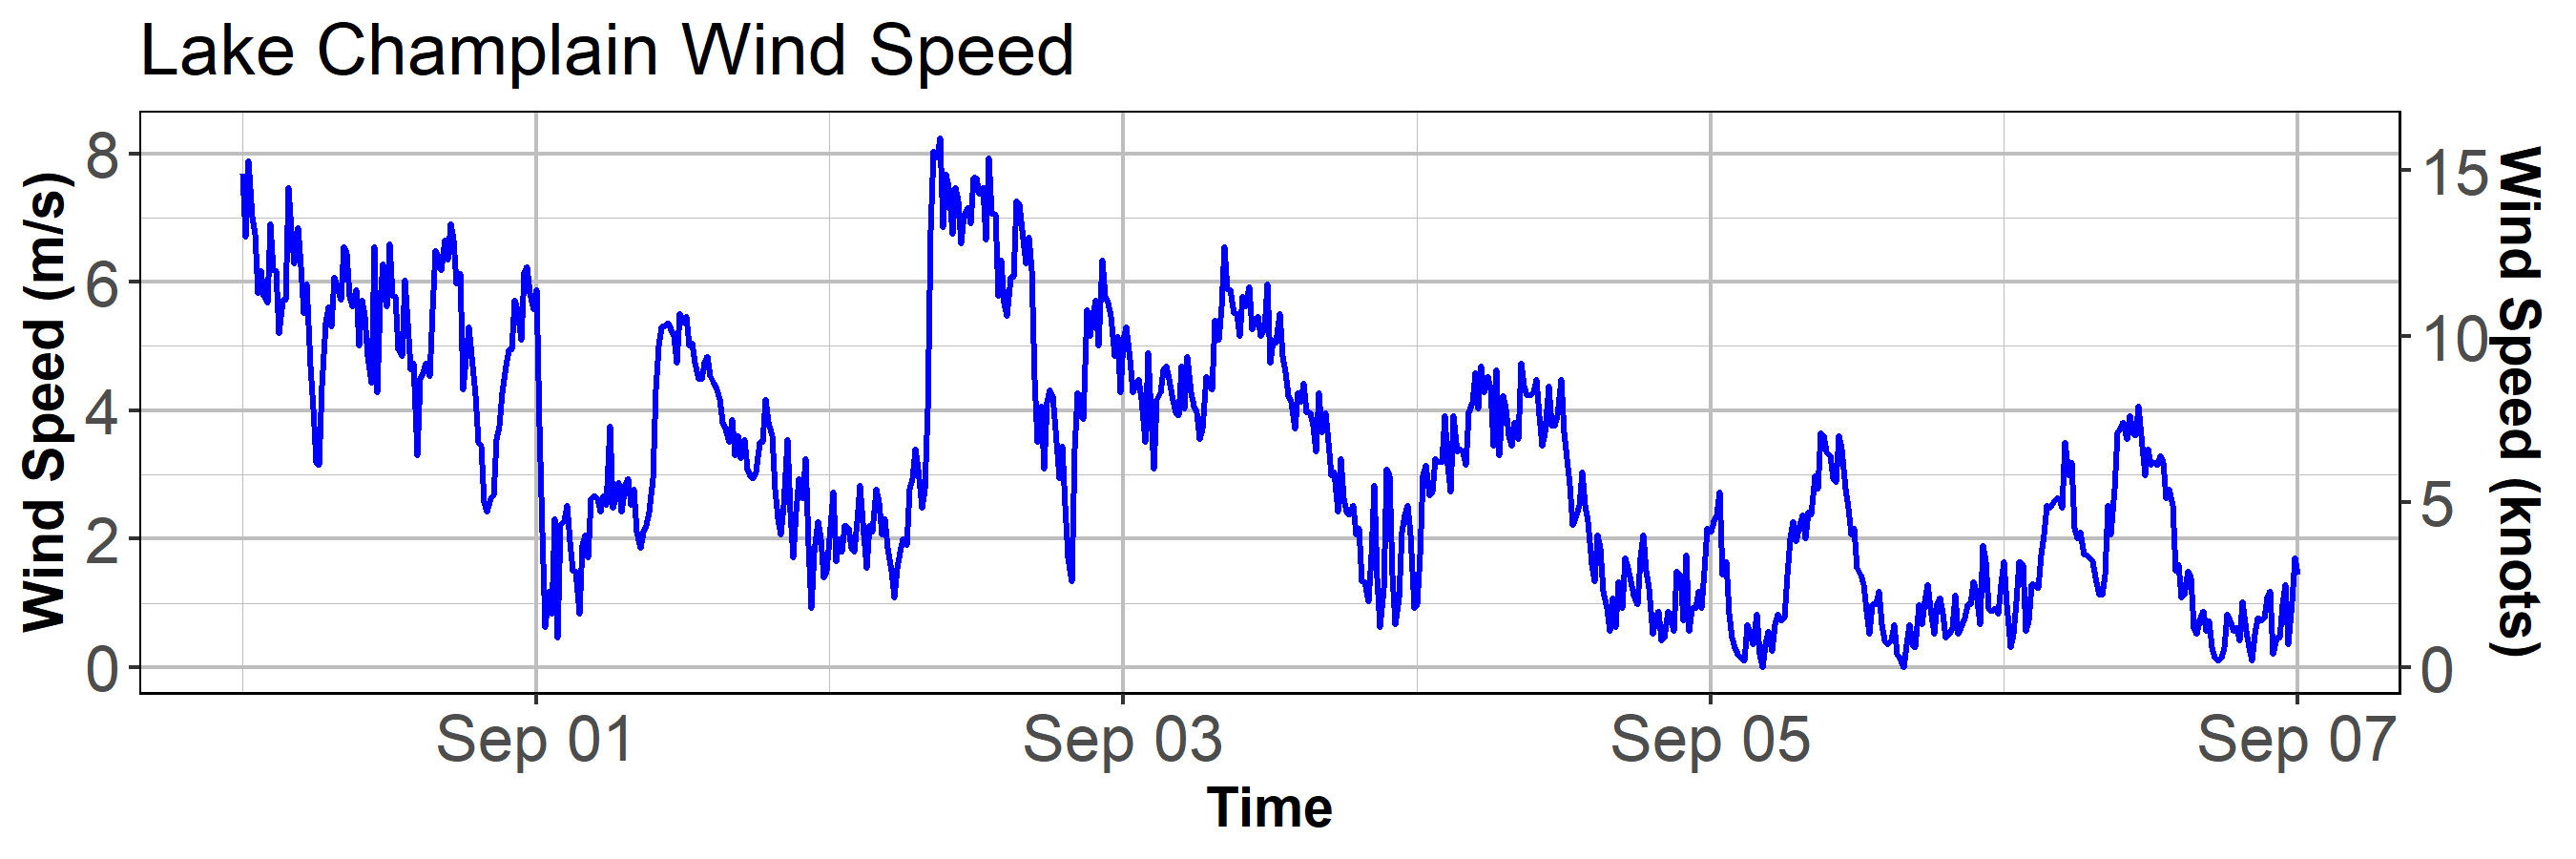 Lake Champlain Wind Speed
Wind Speed (m/s)
8
6
4
2
0
15
10
5
0
Wind Speed (knots)
Sep 01 Sep 03 Sep 05 Sep 07
Time